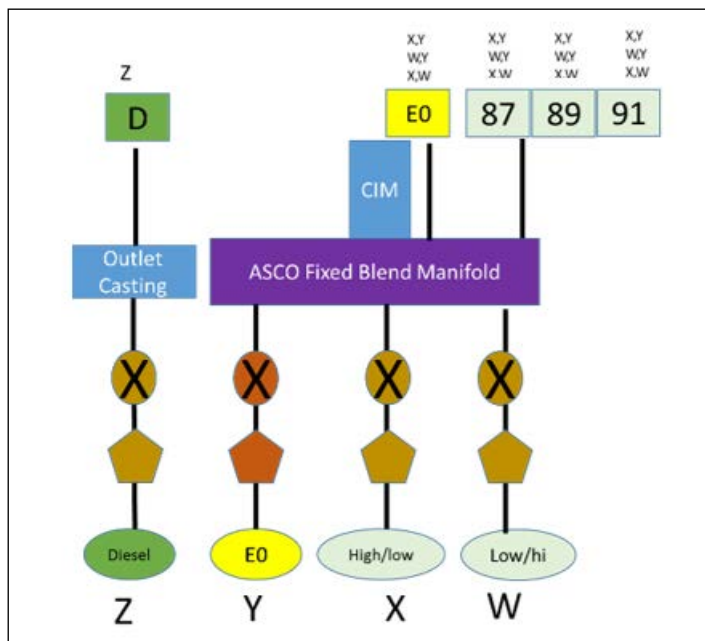 Z
X,Y
W,Y
X,W
X,Y
W,Y
X,W
X,Y
W,Y
X,W
X,Y
W,Y
X,W
D
E0
87
89
91
CIM
Outlet
Casting
ASCO Fixed Blend Manifold
X
X
X
X
Diesel
E0
High/low
Low/hi
Z
Y
X
W